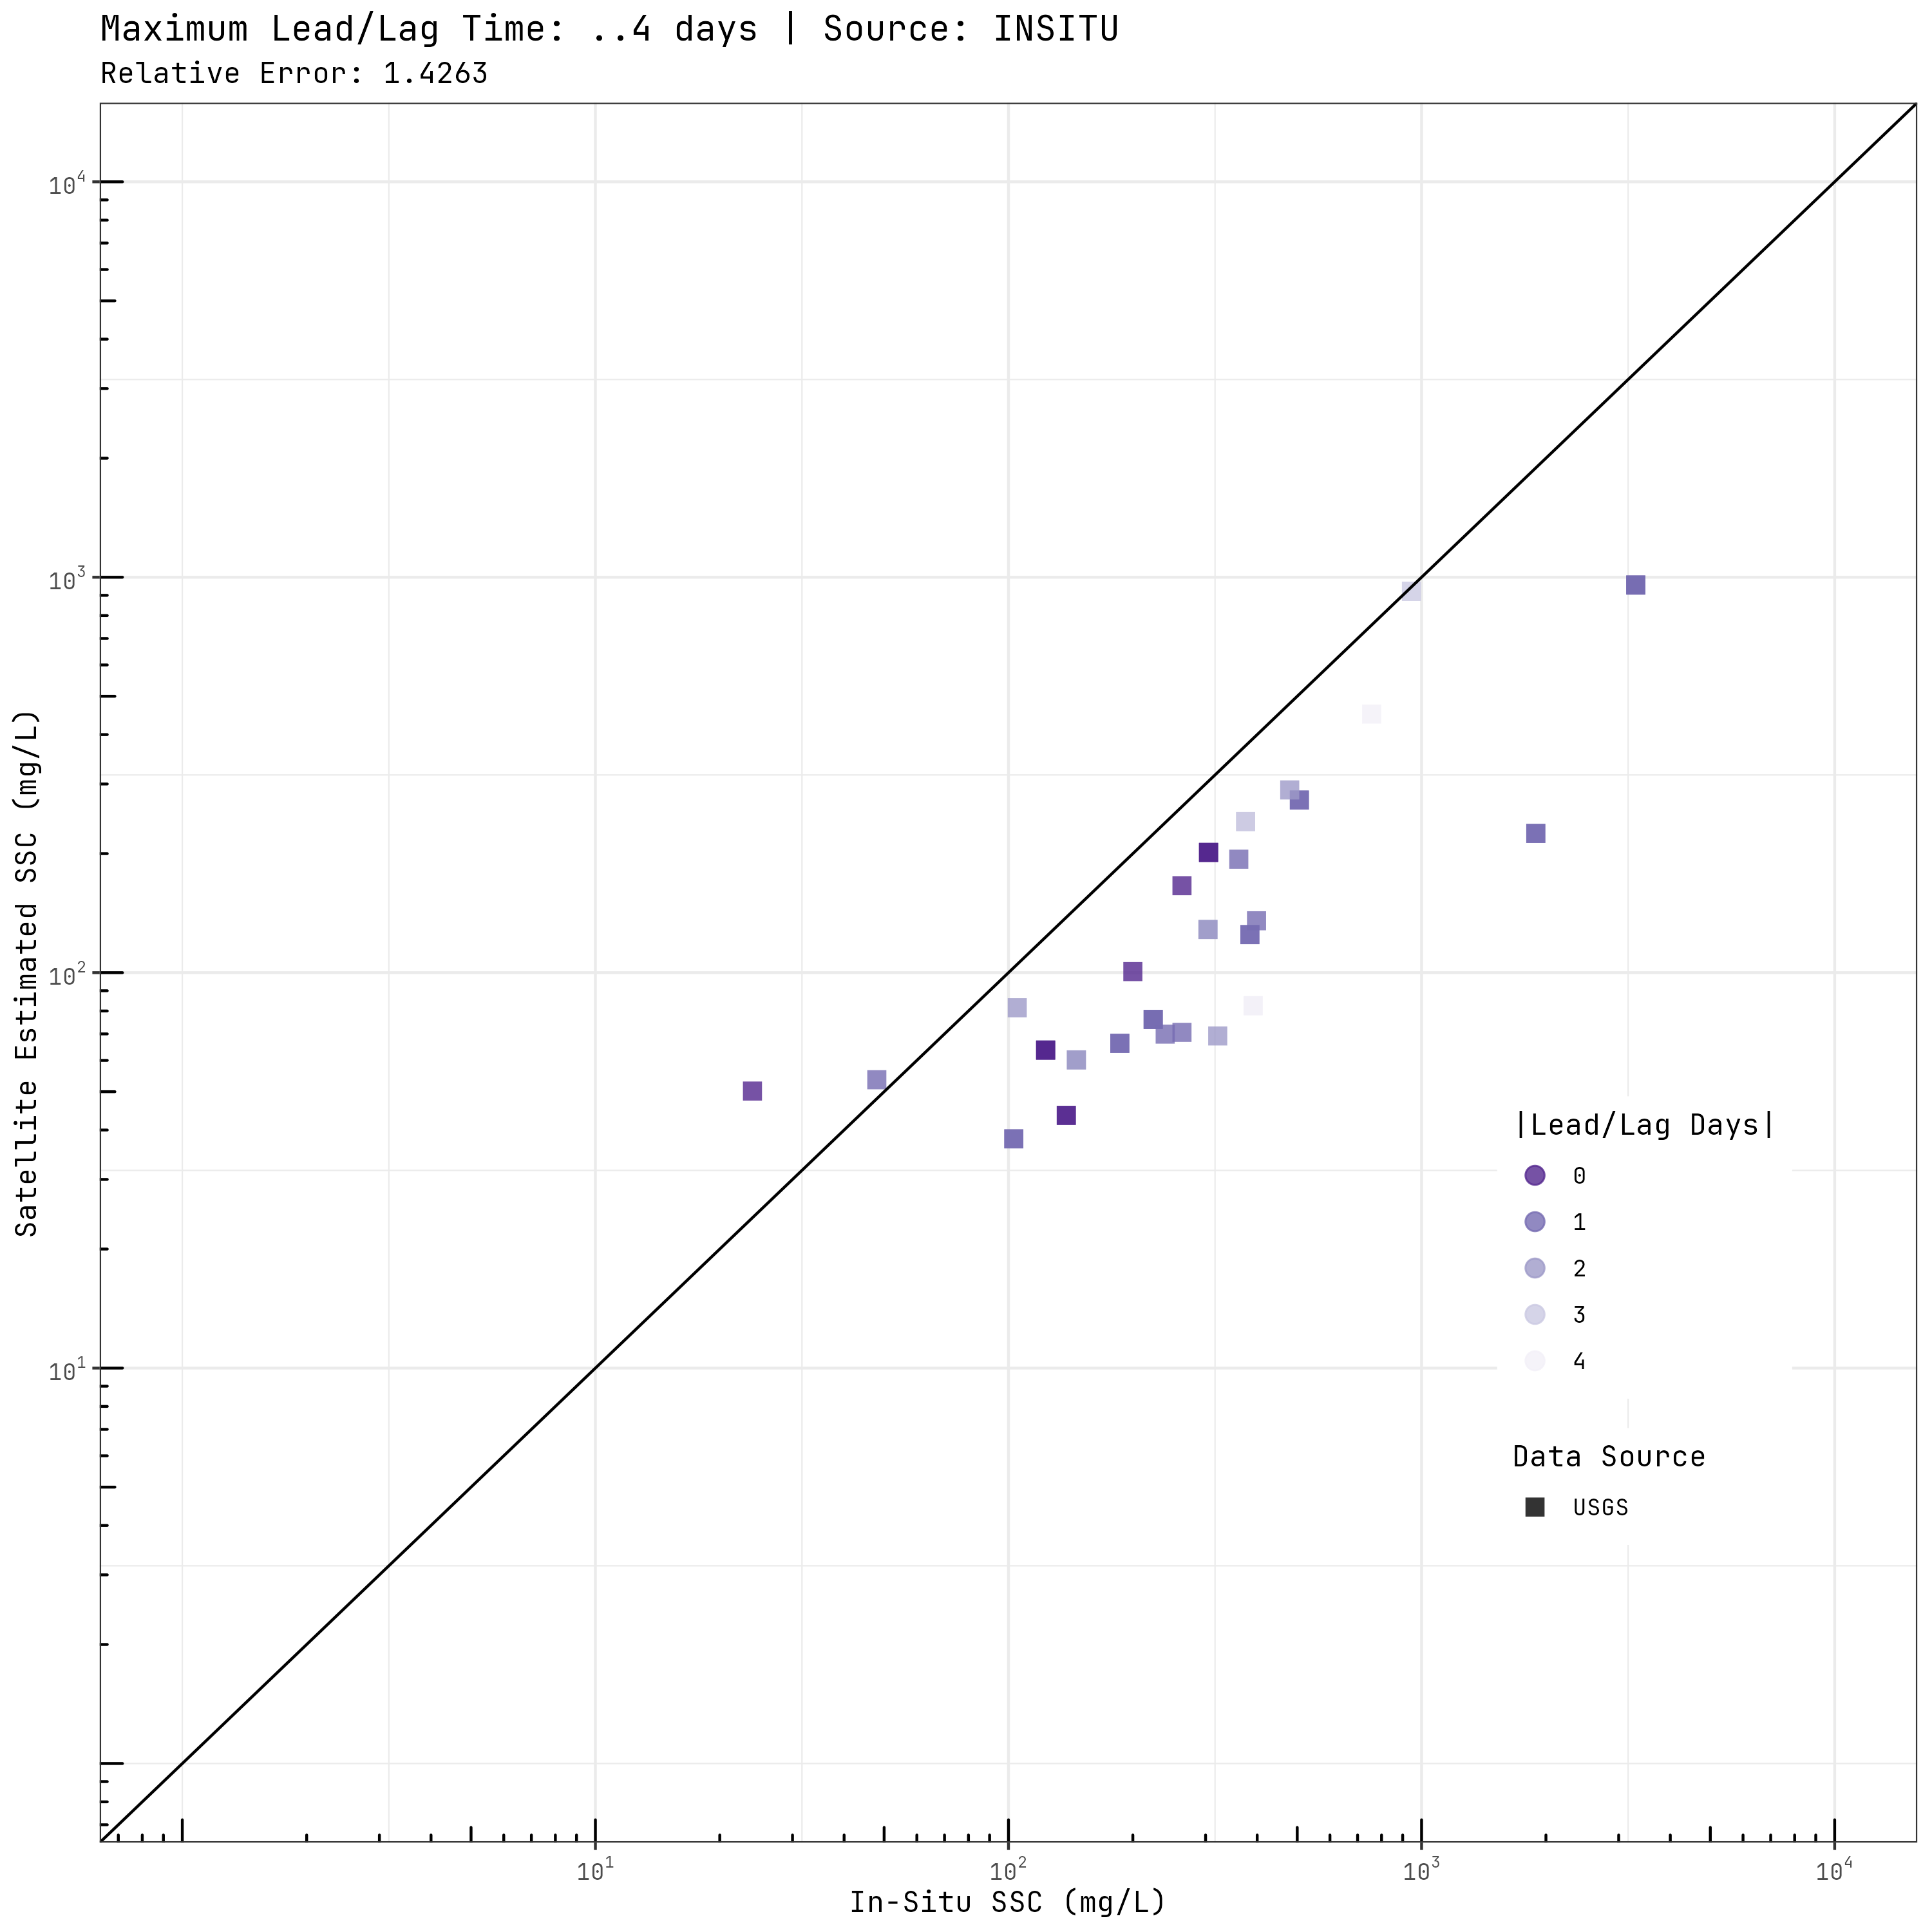 Maximum Lead/Lag Time: ..4 days | Source: INSITU
Relative Error: 1.4263
10⁴
10³
10²
10¹
Satellite Estimated SSC (mg/L)
|Lead/Lag Days|
0
1
2
3
4
Data Source
USGS
10¹ 10² 10³ 10⁴
In-Situ SSC (mg/L)